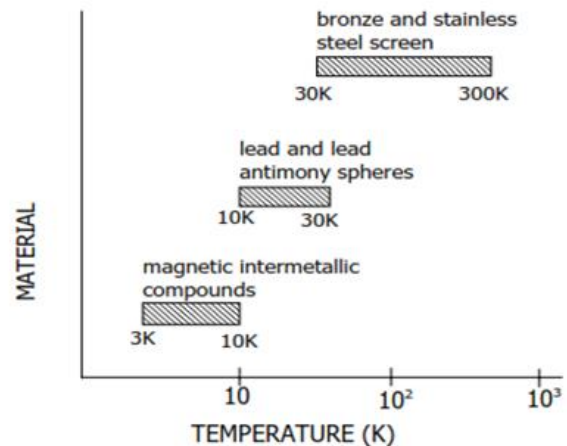 bronze and stainless
steel screen
30K 300K
lead and lead
antimony spheres
10K 30K
magnetic intermetallic
compounds
3K 10K
MATERIAL
10 10² 10³
TEMPERATURE (K)